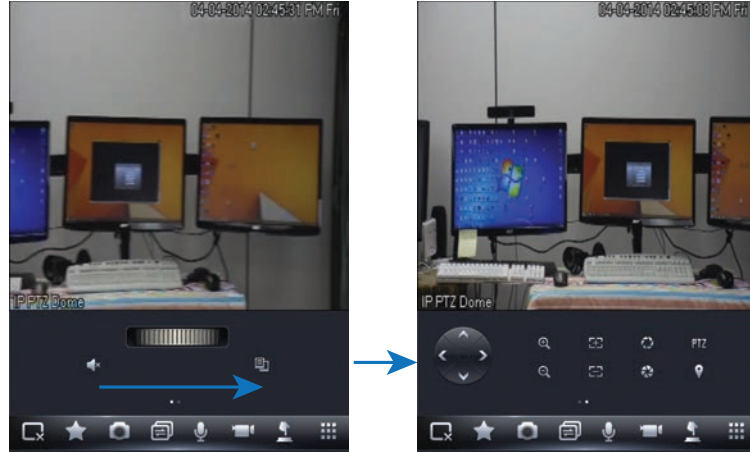 04-04-2014 02:45:31 PM Fri
IP PTZ Dome
04-04-2014 02:45:08 PM Fri
IP PTZ Dome
PTZ